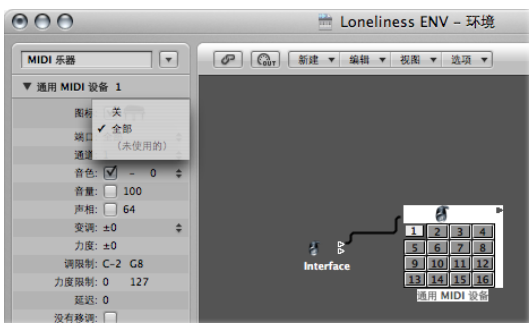 Loneliness ENV – 环境
MIDI 乐器
OUT
新建 编辑 视图 选项
通用 MIDI 设备 1
图标
关
端口
✓ 全部
(未使用的)
通道
音色: – 0
音量: 100
声相: 64
变调: ±0
力度: ±0
调限制: C-2 G8
力度限制: 0 127
延迟: 0
没有移调:
Interface
1 2 3 4
5 6 7 8
9 10 11 12
13 14 15 16
通用 MIDI 设备